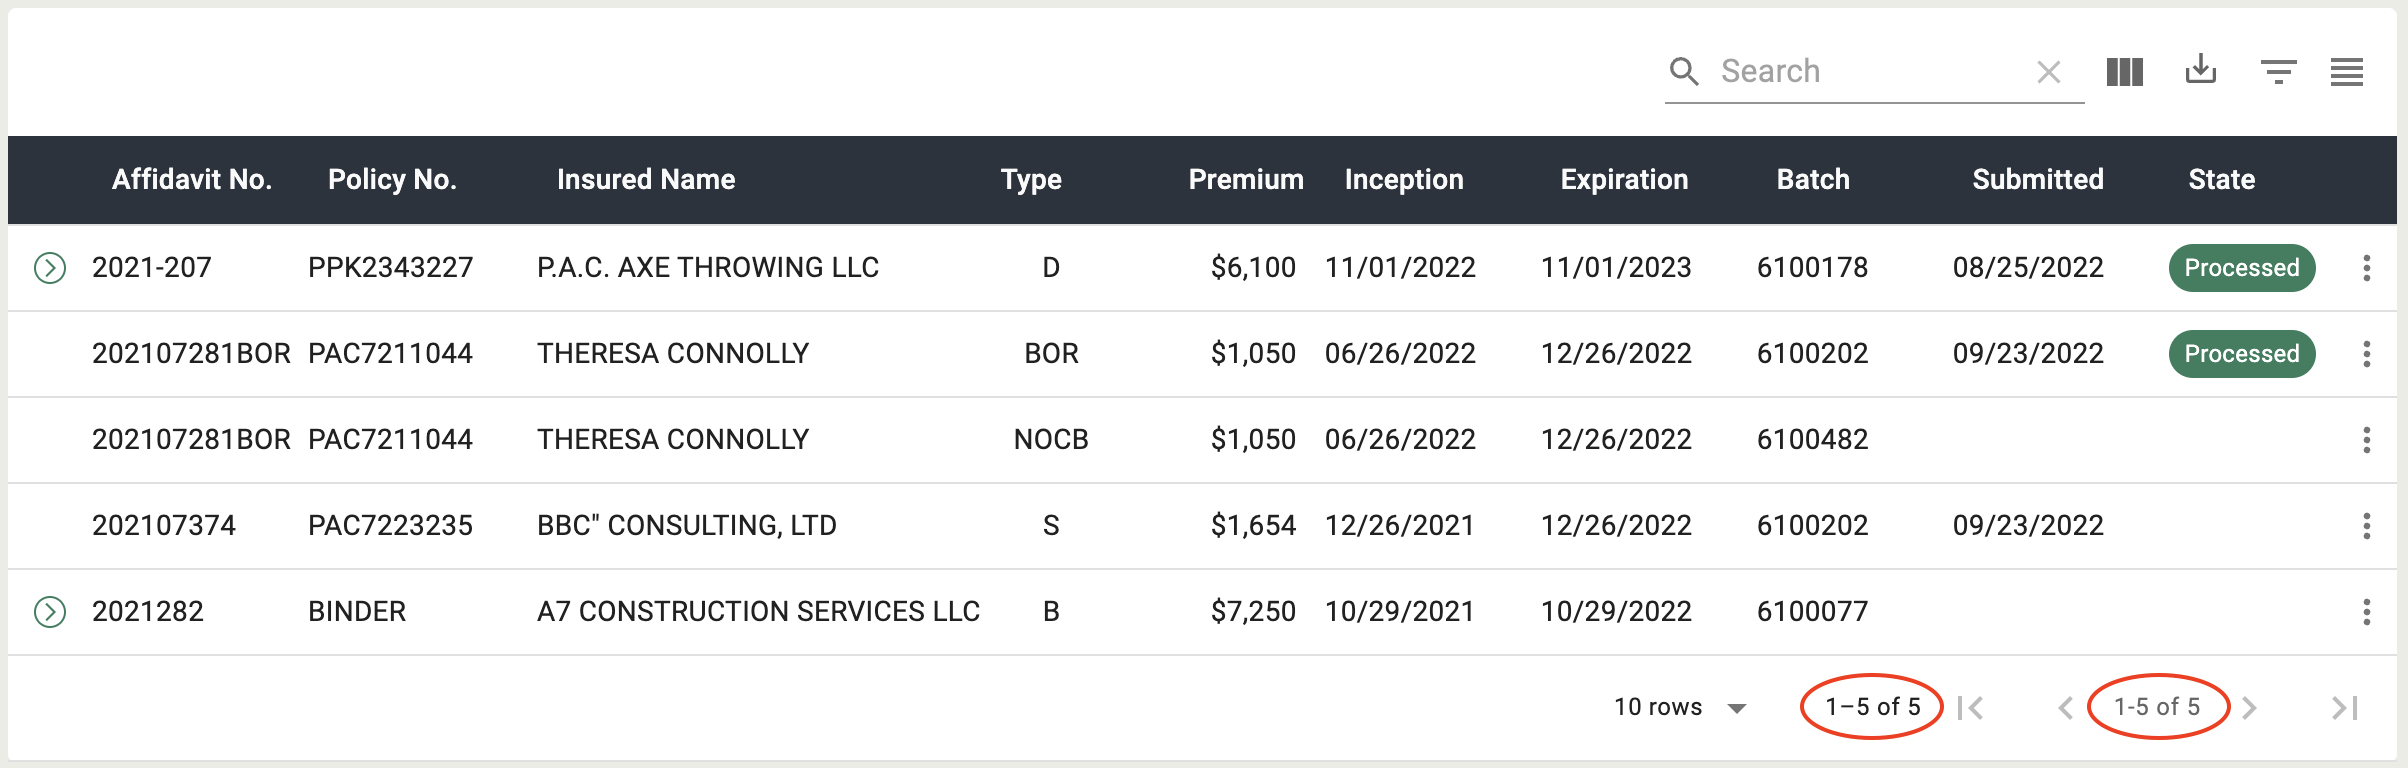 Search
Affidavit No. Policy No. Insured Name Type Premium Inception Expiration Batch Submitted State
2021-207 PPK2343227 P.A.C. AXE THROWING LLC D $6,100 11/01/2022 11/01/2023 6100178 08/25/2022 Processed
202107281BOR PAC7211044 THERESA CONNOLLY BOR $1,050 06/26/2022 12/26/2022 6100202 09/23/2022 Processed
202107281BOR PAC7211044 THERESA CONNOLLY NOCB $1,050 06/26/2022 12/26/2022 6100482
202107374 PAC7223235 BBC" CONSULTING, LTD S $1,654 12/26/2021 12/26/2022 6100202 09/23/2022
2021282 BINDER A7 CONSTRUCTION SERVICES LLC B $7,250 10/29/2021 10/29/2022 6100077
10 rows 1–5 of 5 1-5 of 5